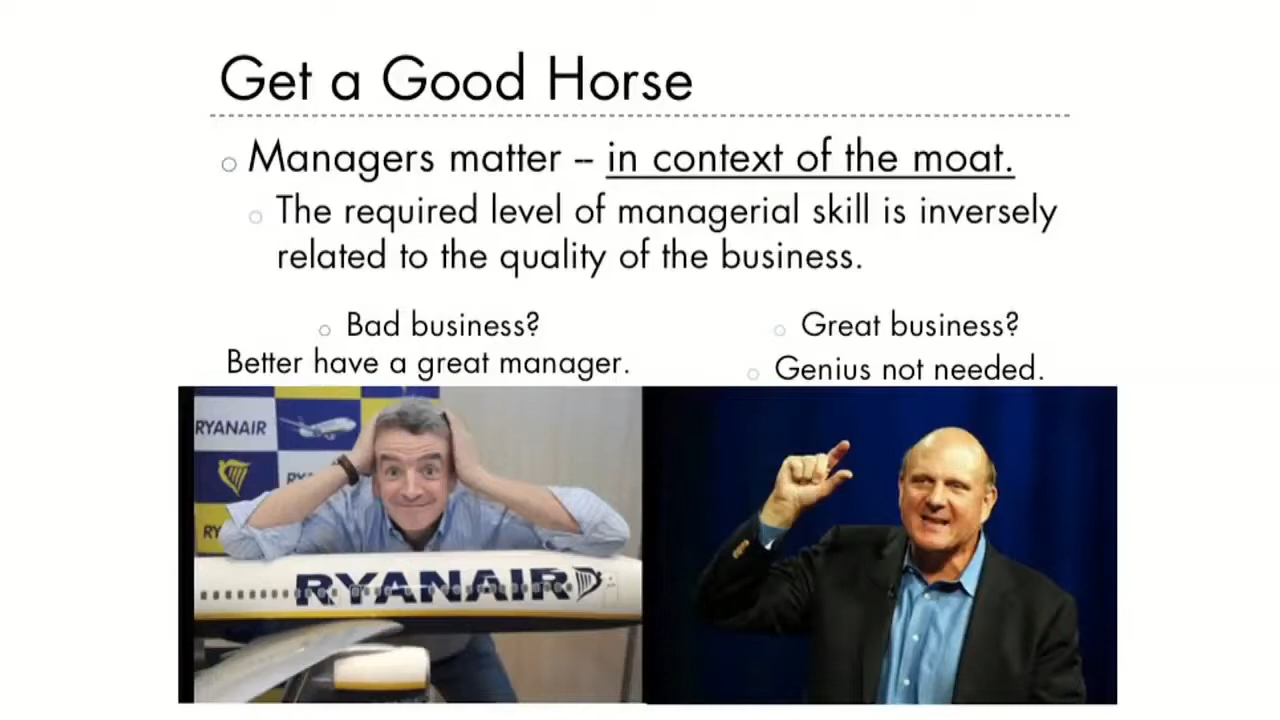 Get a Good Horse
Managers matter – in context of the moat.
The required level of managerial skill is inversely
related to the quality of the business.
Bad business?
Better have a great manager.
Great business?
Genius not needed.
RYANAIR
RY
RYANAIR